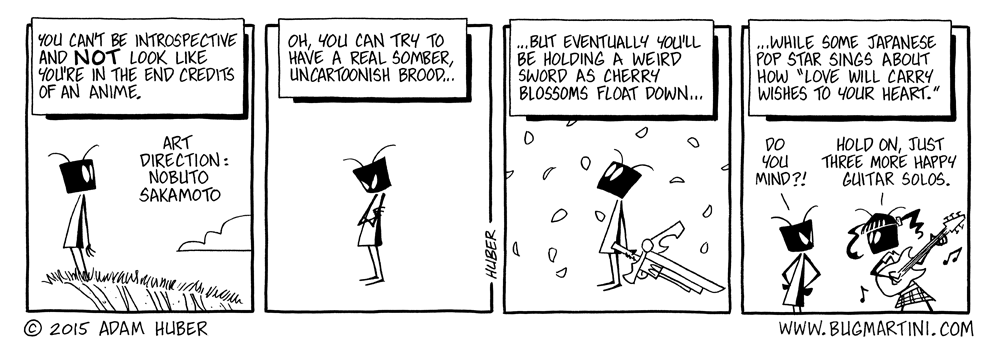 YOU CAN'T BE INTROSPECTIVE
AND NOT LOOK LIKE
YOU'RE IN THE END CREDITS
OF AN ANIME.
ART
DIRECTION:
NOBUTO
SAKAMOTO
OH, YOU CAN TRY TO
HAVE A REAL SOMBER,
UNCARTOONISH BROOD...
HUBER
...BUT EVENTUALLY YOU'LL
BE HOLDING A WEIRD
SWORD AS CHERRY
BLOSSOMS FLOAT DOWN...
...WHILE SOME JAPANESE
POP STAR SINGS ABOUT
HOW "LOVE WILL CARRY
WISHES TO YOUR HEART."
DO
YOU
MIND?!
HOLD ON, JUST
THREE MORE HAPPY
GUITAR SOLOS.
© 2015 ADAM HUBER
WWW.BUGMARTINI.COM